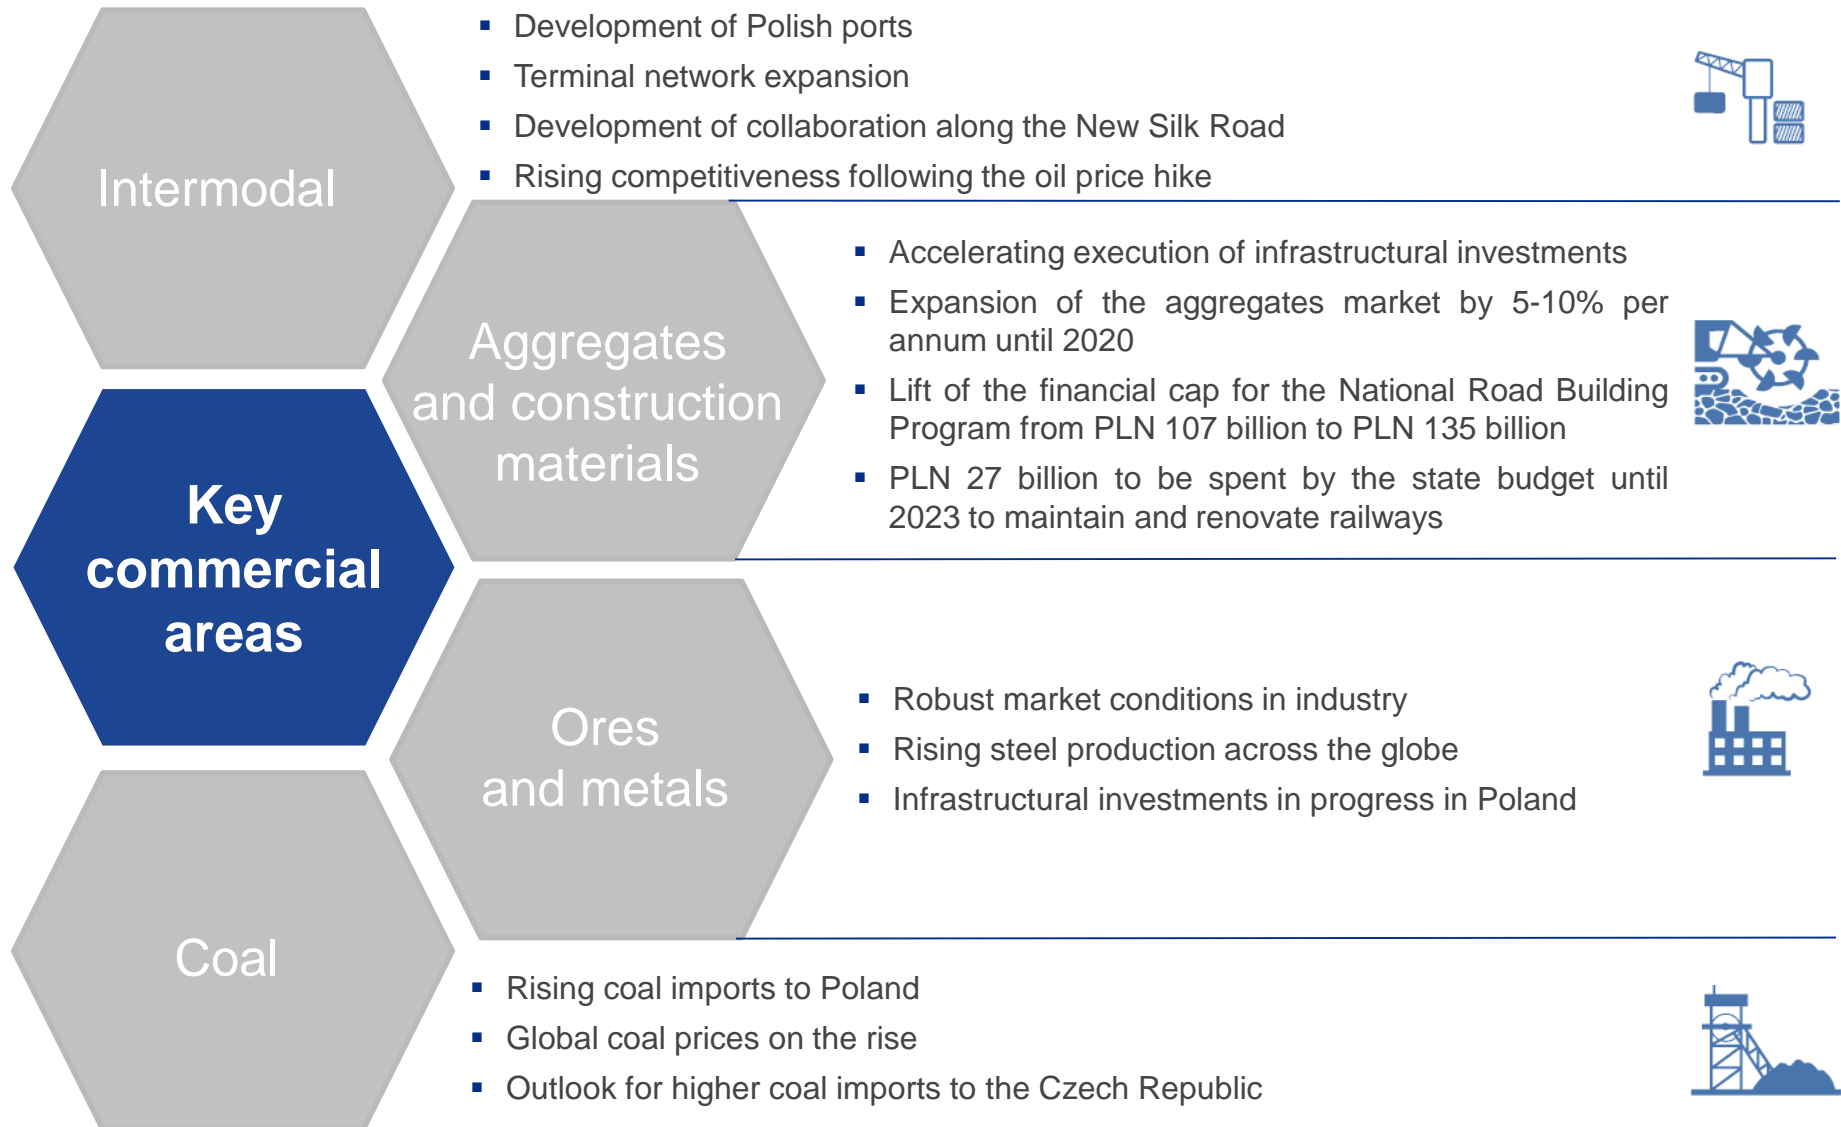 Intermodal
▪ Development of Polish ports
▪ Terminal network expansion
▪ Development of collaboration along the New Silk Road
▪ Rising competitiveness following the oil price hike
Aggregates
and construction
materials
▪ Accelerating execution of infrastructural investments
▪ Expansion of the aggregates market by 5-10% per
annum until 2020
▪ Lift of the financial cap for the National Road Building
Program from PLN 107 billion to PLN 135 billion
▪ PLN 27 billion to be spent by the state budget until
2023 to maintain and renovate railways
Key
commercial
areas
Ores
and metals
▪ Robust market conditions in industry
▪ Rising steel production across the globe
▪ Infrastructural investments in progress in Poland
Coal
▪ Rising coal imports to Poland
▪ Global coal prices on the rise
▪ Outlook for higher coal imports to the Czech Republic